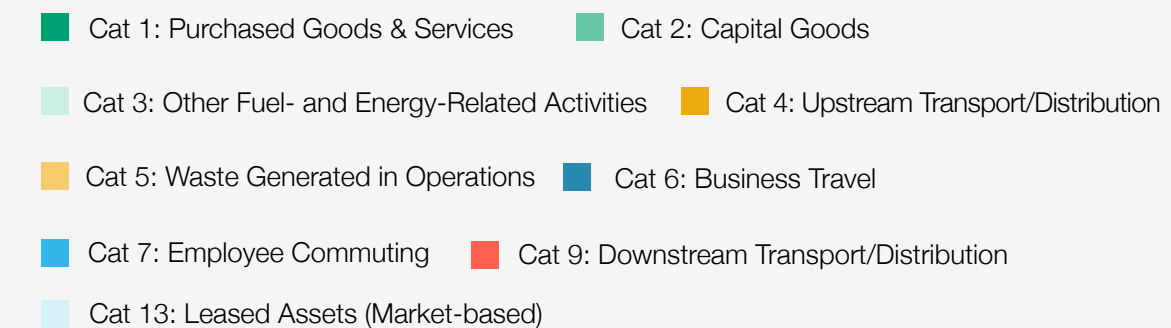 Cat 1: Purchased Goods & Services Cat 2: Capital Goods
Cat 3: Other Fuel- and Energy-Related Activities Cat 4: Upstream Transport/Distribution
Cat 5: Waste Generated in Operations Cat 6: Business Travel
Cat 7: Employee Commuting Cat 9: Downstream Transport/Distribution
Cat 13: Leased Assets (Market-based)